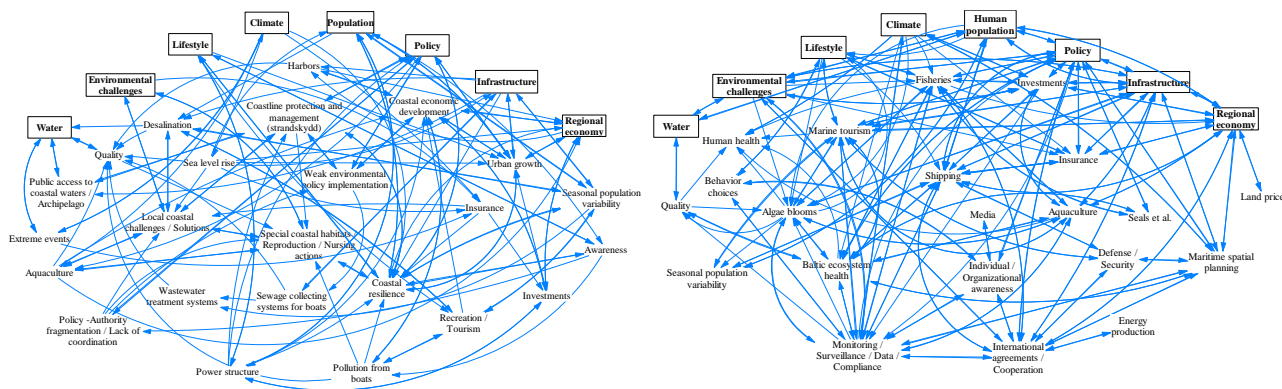 Climate
Population
Lifestyle
Policy
Harbors
Infrastructure
Environmental
challenges
Coastline protection and
management
(strandskydd)
Coastal economic
development
Water
Desalination
Regional
economy
Quality
Sea level rise
Urban growth
Weak environmental
policy implementation
Public access to
coastal waters /
Archipelago
Seasonal population
variability
Insurance
Local coastal
challenges / Solutions
Extreme events
Special coastal habitats
Reproduction / Nursing
actions
Awareness
Aquaculture
Coastal
resilience
Wastewater
treatment systems
Sewage collecting
systems for boats
Investments
Policy -Authority
fragmentation / Lack of
coordination
Recreation /
Tourism
Power structure
Pollution from
boats
Climate
Human
population
Lifestyle
Policy
Environmental
challenges
Fisheries
Investments
Infrastructure
Regional
economy
Water
Marine tourism
Human health
Insurance
Shipping
Behavior
choices
Land price
Quality
Algae blooms
Media
Aquaculture
Seals et al.
Seasonal population
variability
Baltic ecosystem
health
Individual /
Organizational
awareness
Defense /
Security
Maritime spatial
planning
Energy
production
Monitoring /
Surveillance / Data /
Compliance
International
agreements /
Cooperation